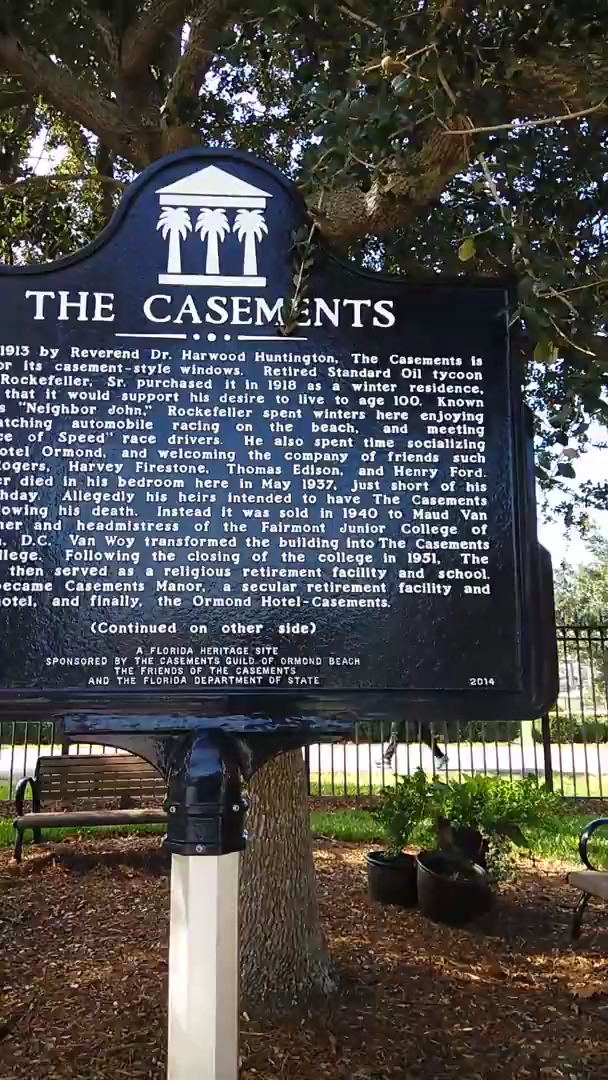 THE CASEMENTS
1913 by Reverend Dr. Harwood Huntington, The Casements is
or its casement-style windows. Retired Standard Oil tycoon
Rockefeller, Sr. purchased it in 1918 as a winter residence,
that it would support his desire to live to age 100. Known
s "Neighbor John," Rockefeller spent winters here enjoying
atching automobile racing on the beach, and meeting
ce of Speed" race drivers. He also spent time socializing
otel Ormond, and welcoming the company of friends such
Rogers, Harvey Firestone, Thomas Edison, and Henry Ford.
er died in his bedroom here in May 1937, just short of his
hday. Allegedly his heirs intended to have The Casements
lowing his death. Instead it was sold in 1940 to Maud Van
ner and headmistress of the Fairmont Junior College of
n, D.C. Van Woy transformed the building into The Casements
llege. Following the closing of the college in 1951, The
then served as a religious retirement facility and school.
became Casements Manor, a secular retirement facility and
otel, and finally, the Ormond Hotel-Casements.
(Continued on other side)
A FLORIDA HERITAGE SITE
SPONSORED BY THE CASEMENTS GUILD OF ORMOND BEACH
THE FRIENDS OF THE CASEMENTS
AND THE FLORIDA DEPARTMENT OF STATE
2014